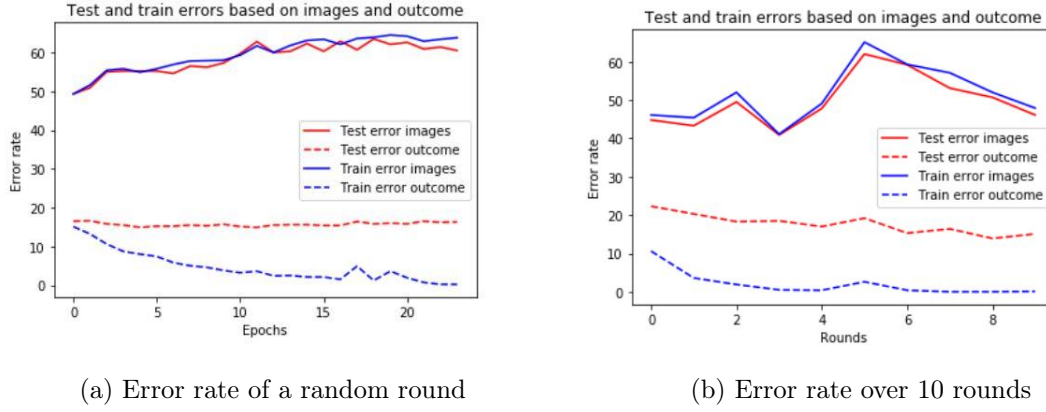 Test and train errors based on images and outcome
60
50
40
30
20
10
0
Error rate
Test error images
Test error outcome
Train error images
Train error outcome
0 5 10 15 20
Epochs
(a) Error rate of a random round
Test and train errors based on images and outcome
60
50
40
30
20
10
0
Error rate
Test error images
Test error outcome
Train error images
Train error outcome
0 2 4 6 8
Rounds
(b) Error rate over 10 rounds